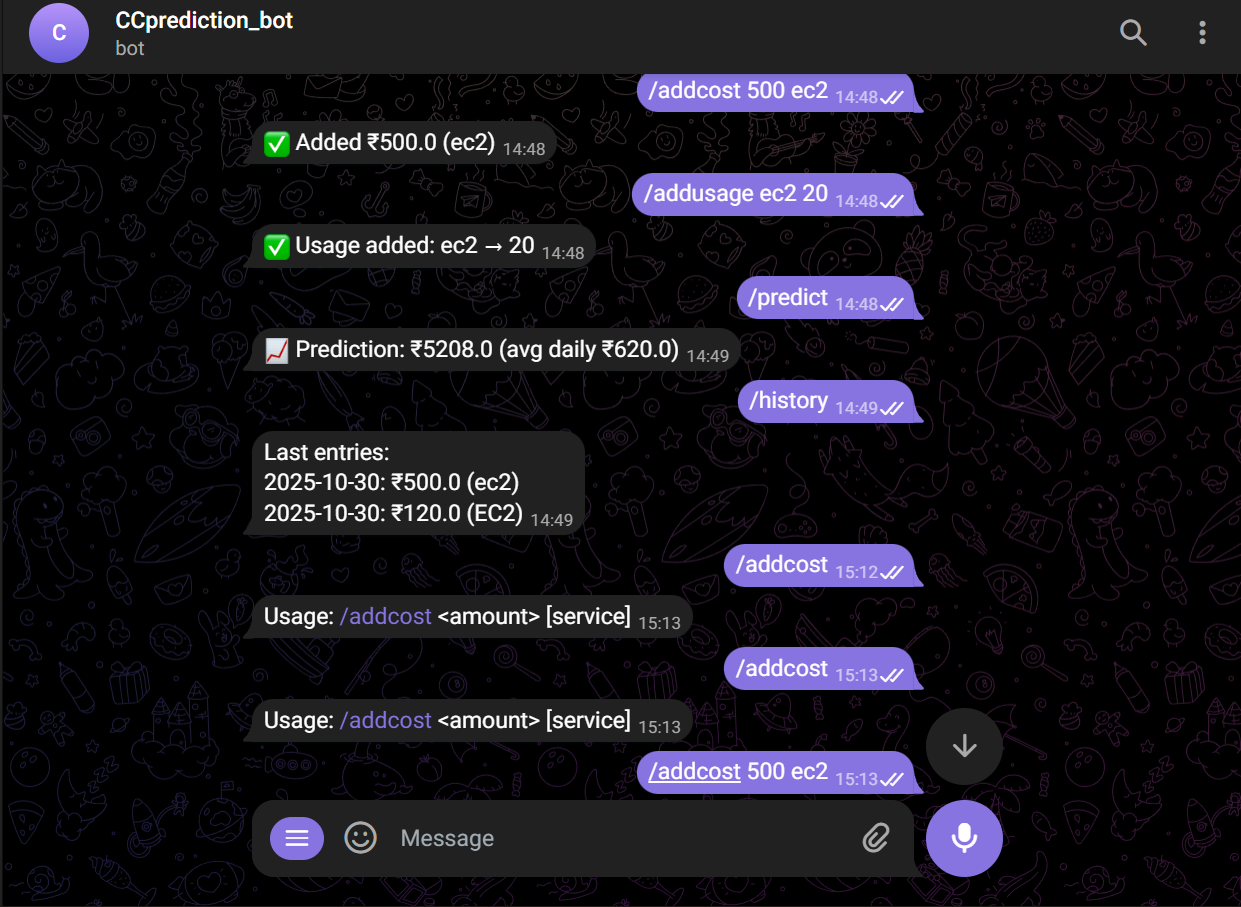 C
CCprediction_bot
bot
/addcost 500 ec2 14:48
✅ Added ₹500.0 (ec2) 14:48
/addusage ec2 20 14:48
✅ Usage added: ec2 → 20 14:48
/predict 14:48
📈 Prediction: ₹5208.0 (avg daily ₹620.0) 14:49
/history 14:49
Last entries:
2025-10-30: ₹500.0 (ec2)
2025-10-30: ₹120.0 (EC2) 14:49
/addcost 15:12
Usage: /addcost <amount> [service] 15:13
/addcost 15:13
Usage: /addcost <amount> [service] 15:13
/addcost 500 ec2 15:13
Message